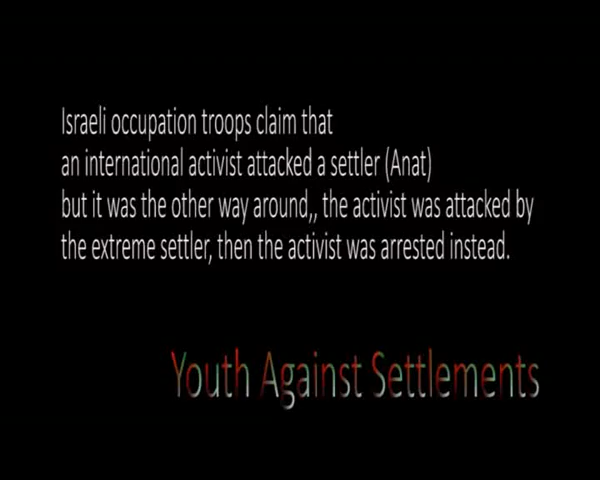 Israeli occupation troops claim that
an international activist attacked a settler (Anat)
but it was the other way around,, the activist was attacked by
the extreme settler, then the activist was arrested instead.
Youth Against Settlements